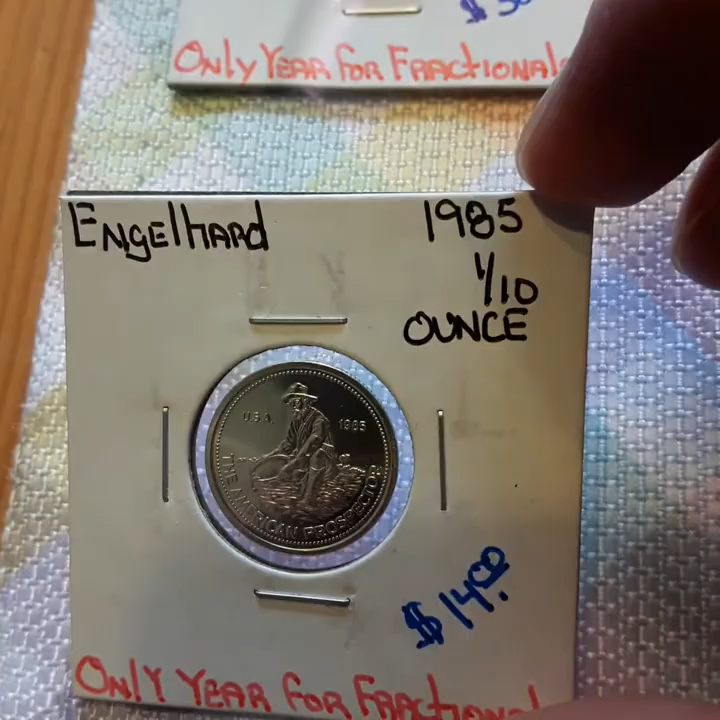 $
Only Year for Fractionals
Engelhard
1985
1/10
OUNCE
U.S.A. 1985
THE AMERICAN PROSPECTOR
$14.00
Only Year for Fractional